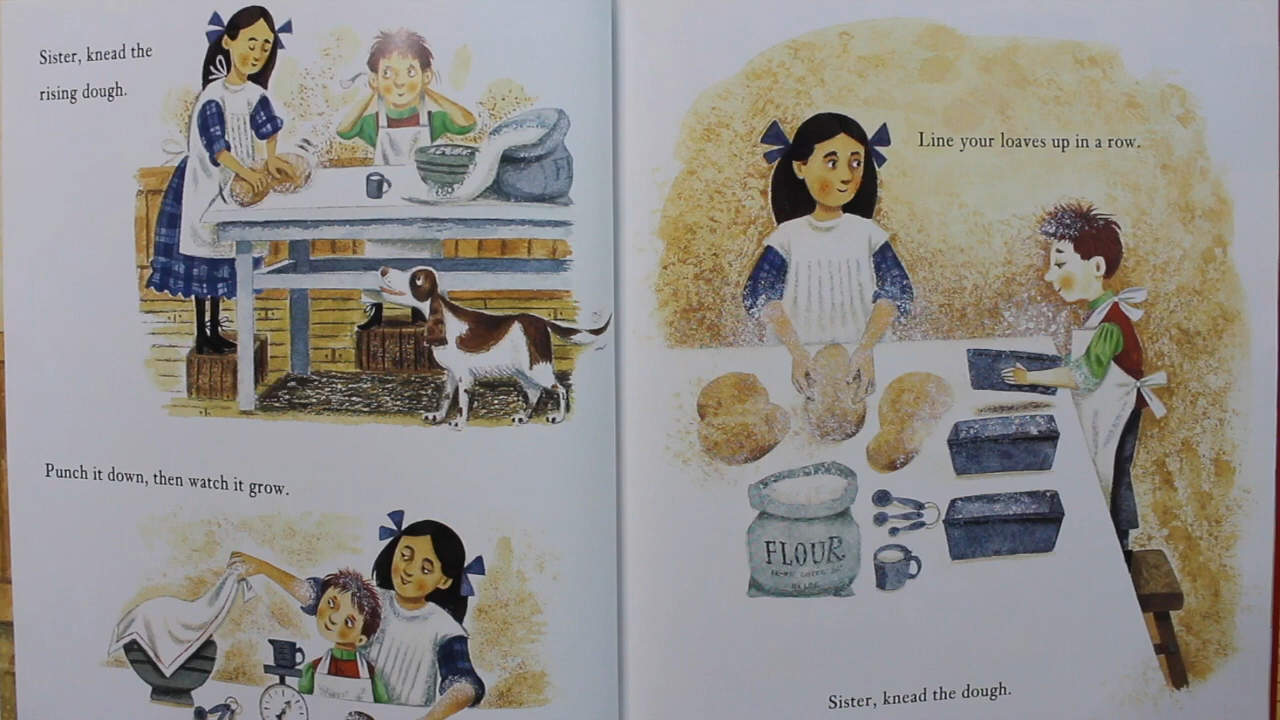 Sister, knead the
rising dough.
Punch it down, then watch it grow.
Line your loaves up in a row.
FLOUR
Sister, knead the dough.